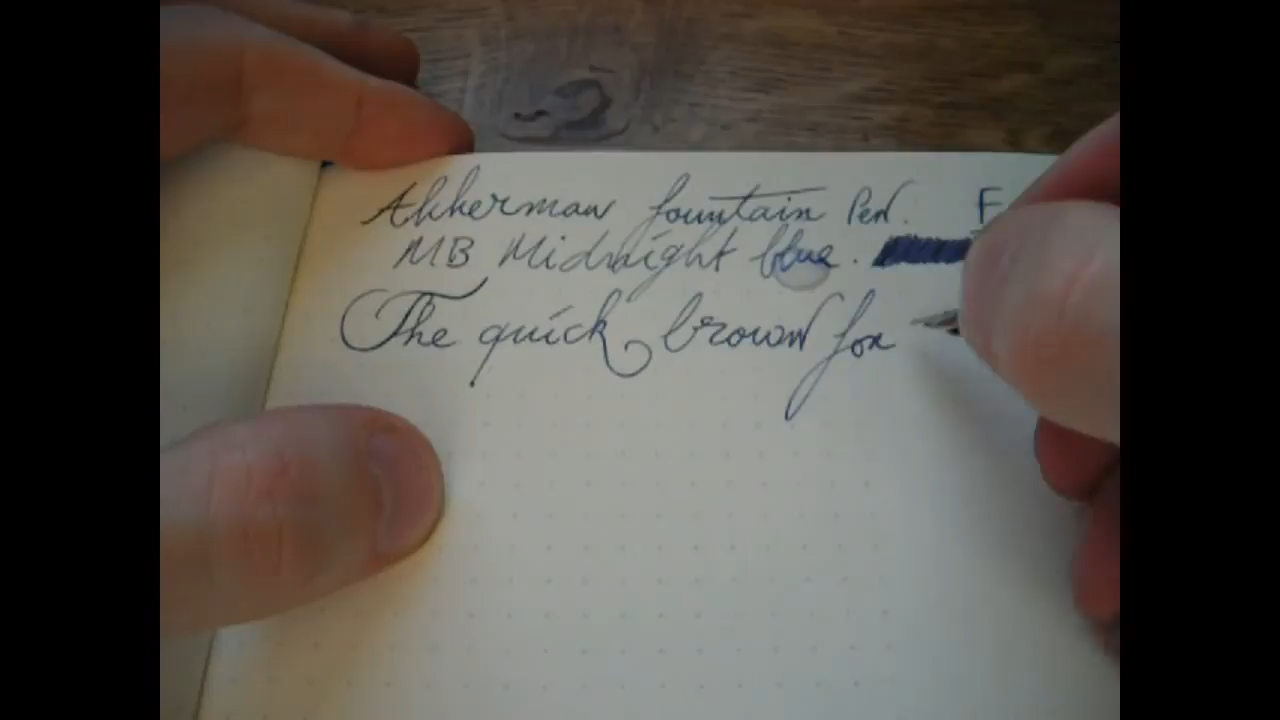 Akkerman fountain Pen. F
MB Midnight blue.
The quick brown fox